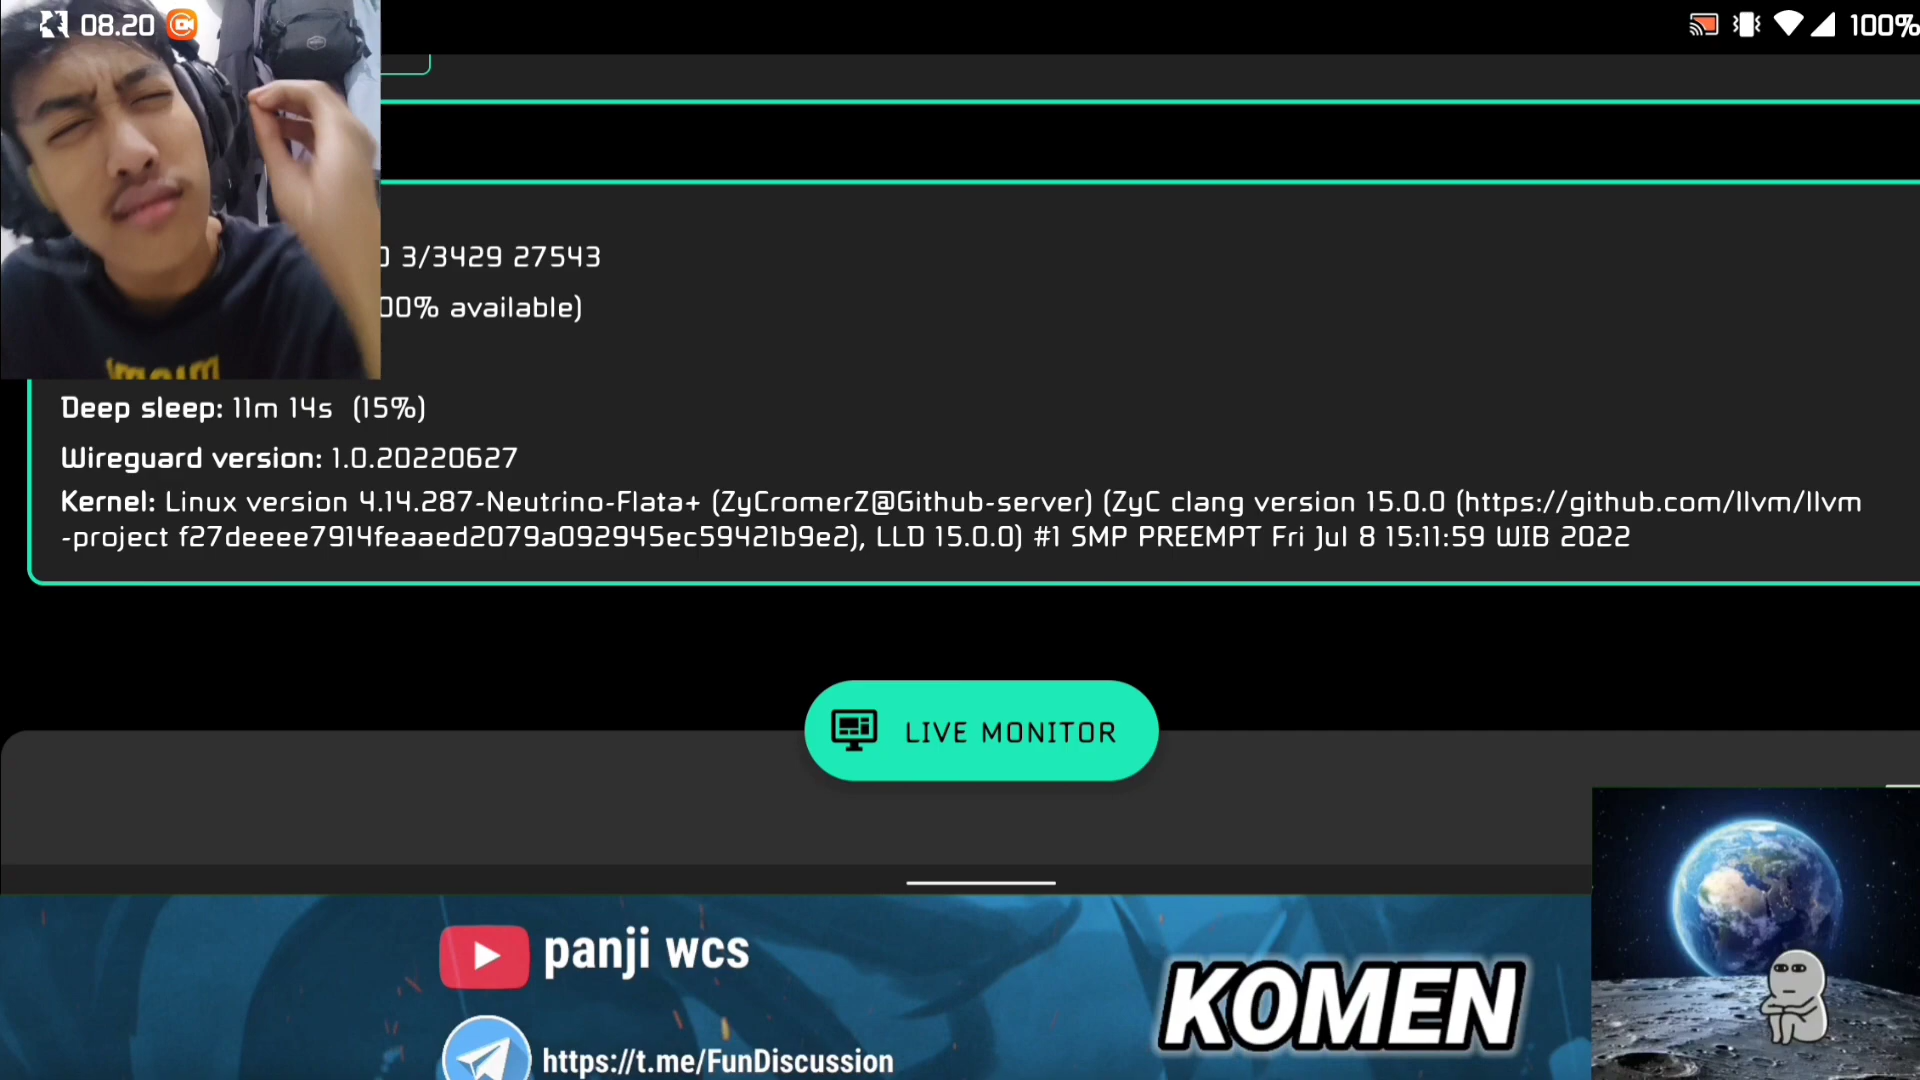 08.20
100%
3/3429 27543
00% available)
Deep sleep: 11m 14s (15%)
Wireguard version: 1.0.20220627
Kernel: Linux version 4.14.287-Neutrino-Flata+ (ZyCromerZ@Github-server) (ZyC clang version 15.0.0 (https://github.com/llvm/llvm
-project f27deeee7914feaaed2079a092945ec59421b9e2), LLD 15.0.0) #1 SMP PREEMPT Fri Jul 8 15:11:59 WIB 2022
LIVE MONITOR
panji wcs
KOMEN
https://t.me/FunDiscussion